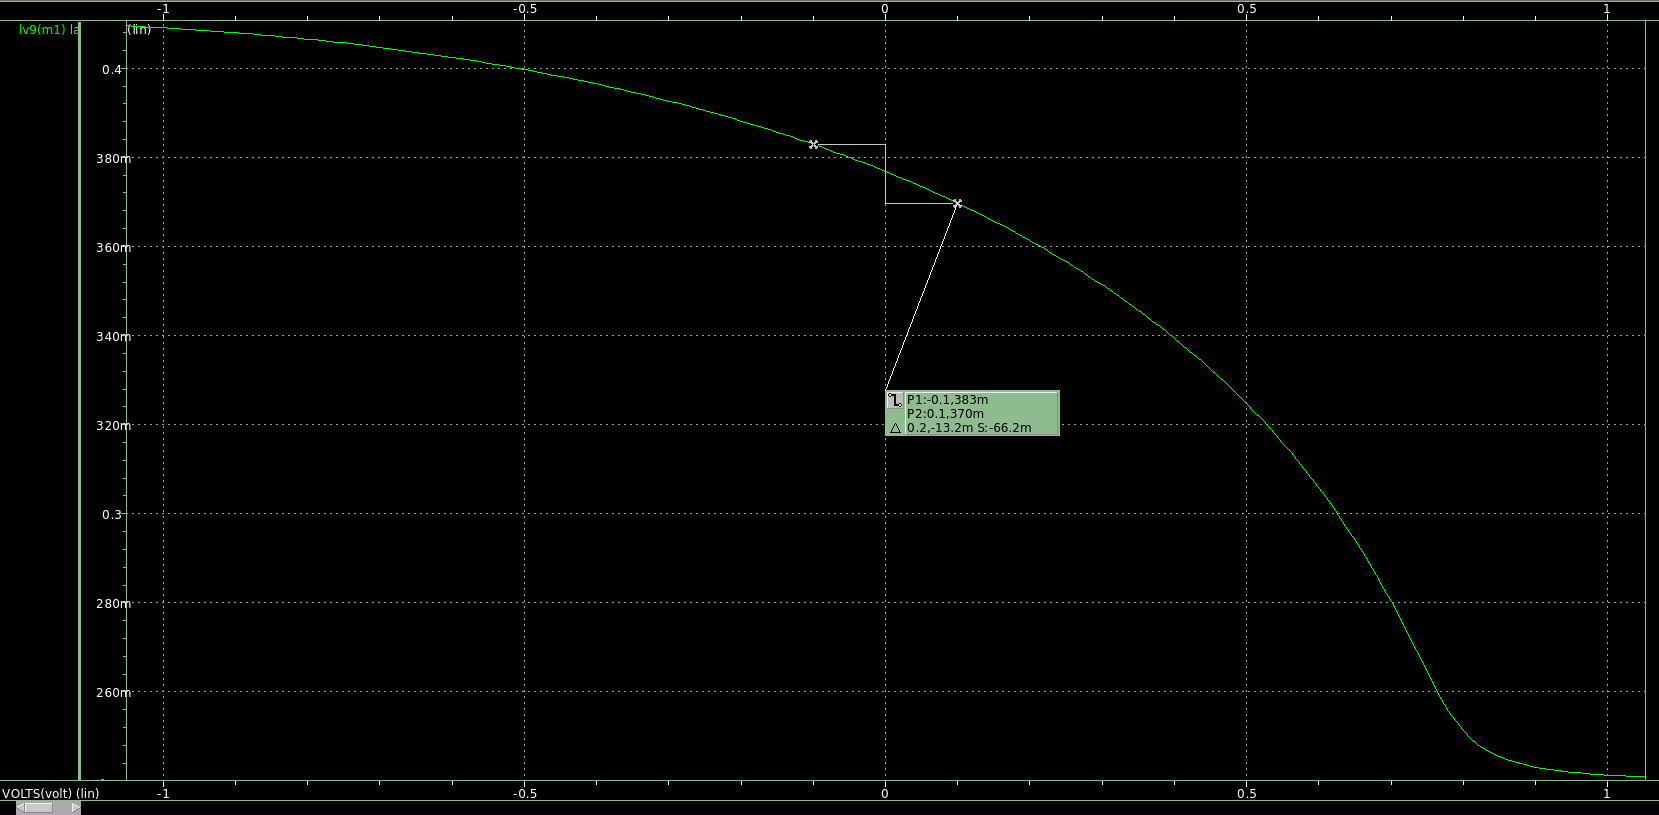 -1 -0.5 0 0.5 1
lv9(m1) la
(lin)
0.4
380m
360m
340m
320m
0.3
280m
260m
P1:-0.1,383m
P2:0.1,370m
0.2,-13.2m S:-66.2m
VOLTS(volt) (lin)
-1 -0.5 0 0.5 1